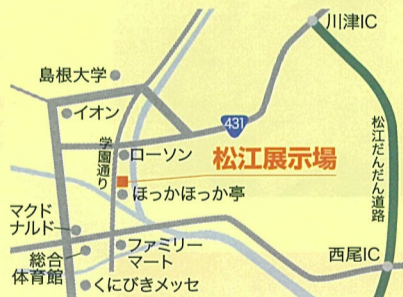 川津IC
島根大学
イオン
431
学園通り
ローソン
松江展示場
ほっかほっか亭
松江だんだん道路
マクド
ナルド
ファミリー
マート
総合
体育館
西尾IC
くにびきメッセ